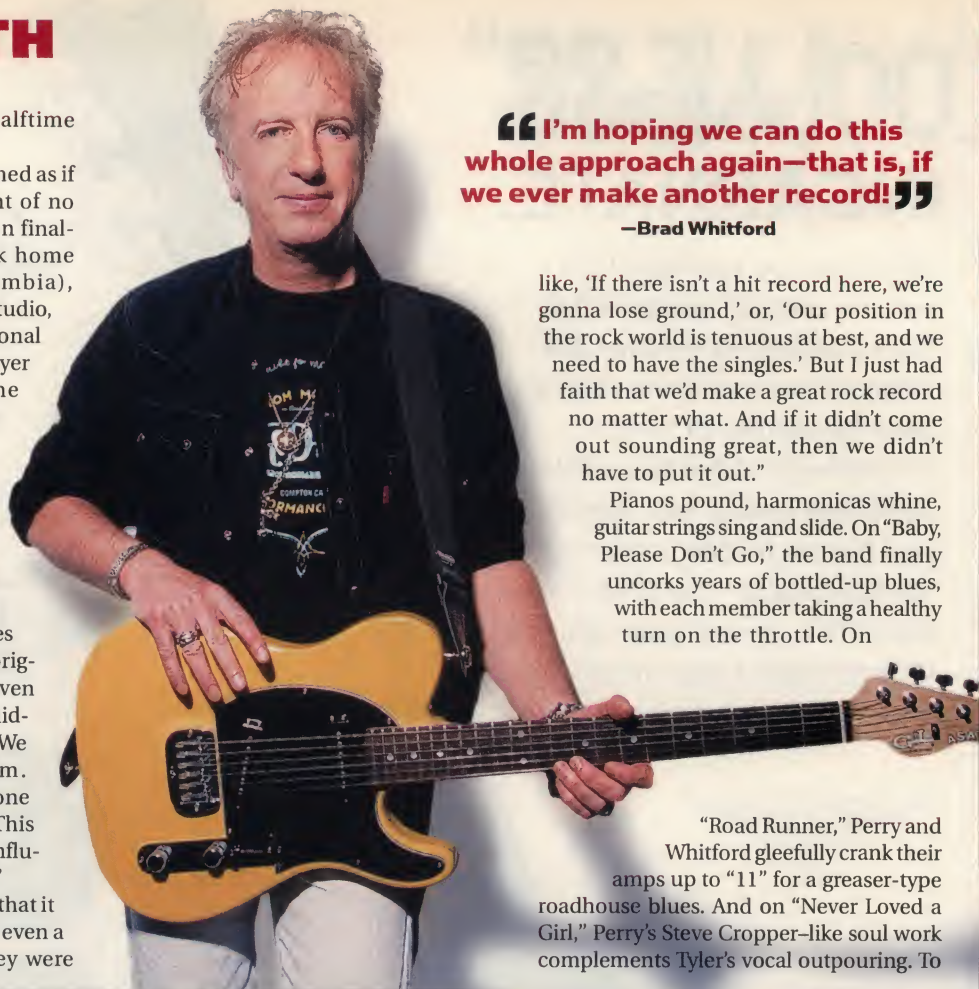 TH
alftime
ned as if
nt of no
n final-
k home
mbia),
tudio,
onal
yer
ne
es
rig-
ven
id-
We
m.
one
This
nflu-
”
that it
even a
ey were
“I’m hoping we can do this
whole approach again—that is, if
we ever make another record!”
—Brad Whitford
like, ‘If there isn’t a hit record here, we’re
gonna lose ground,’ or, ‘Our position in
the rock world is tenuous at best, and we
need to have the singles.’ But I just had
faith that we’d make a great rock record
no matter what. And if it didn’t come
out sounding great, then we didn’t
have to put it out.”
Pianos pound, harmonicas whine,
guitar strings sing and slide. On “Baby,
Please Don’t Go,” the band finally
uncorks years of bottled-up blues,
with each member taking a healthy
turn on the throttle. On
“Road Runner,” Perry and
Whitford gleefully crank their
amps up to “11” for a greaser-type
roadhouse blues. And on “Never Loved a
Girl,” Perry’s Steve Cropper–like soul work
complements Tyler’s vocal outpouring. To
OM M
COMPTON CA
ORMANC
G&L ASA